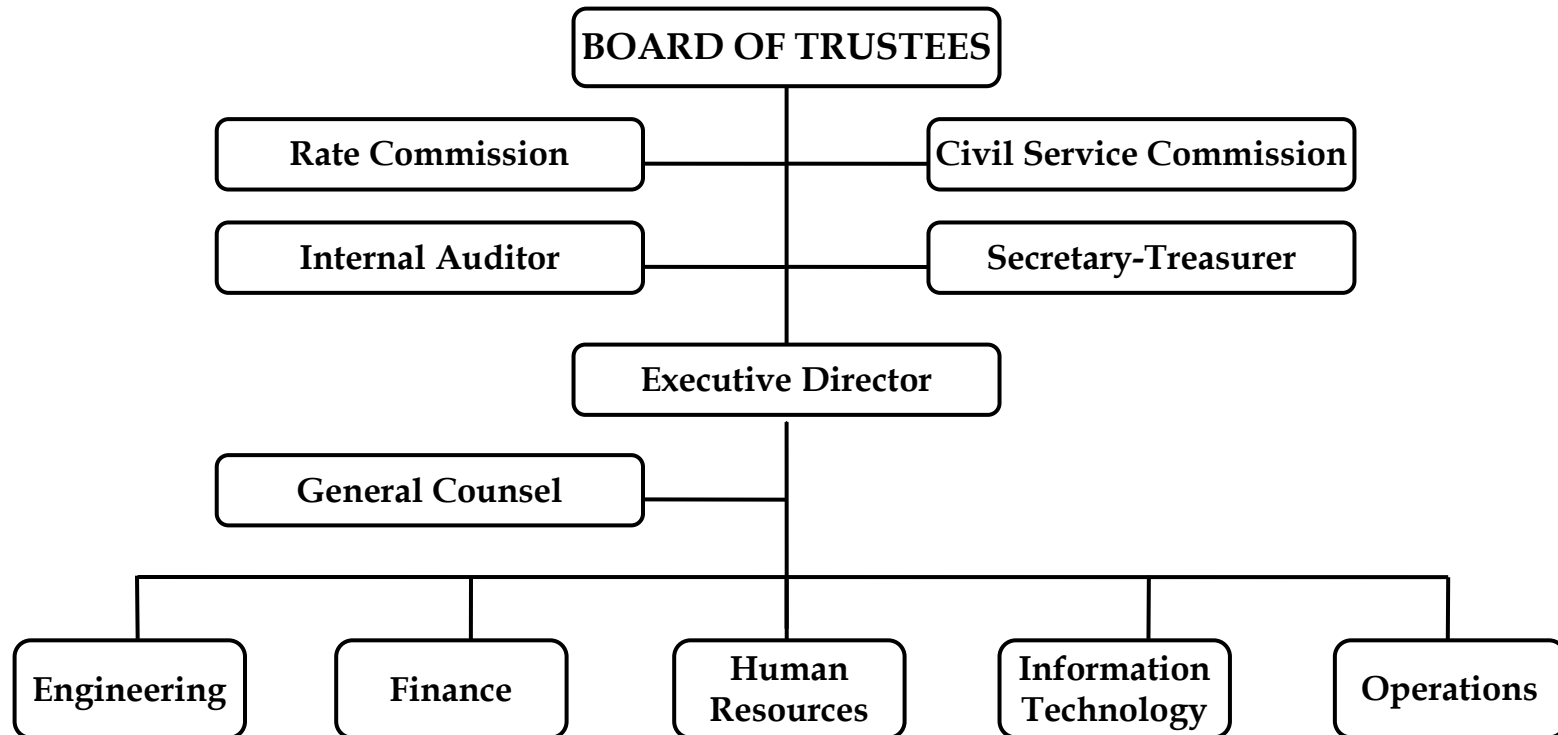 BOARD OF TRUSTEES
Rate Commission
Civil Service Commission
Internal Auditor
Secretary-Treasurer
Executive Director
General Counsel
Engineering
Finance
Human
Resources
Information
Technology
Operations